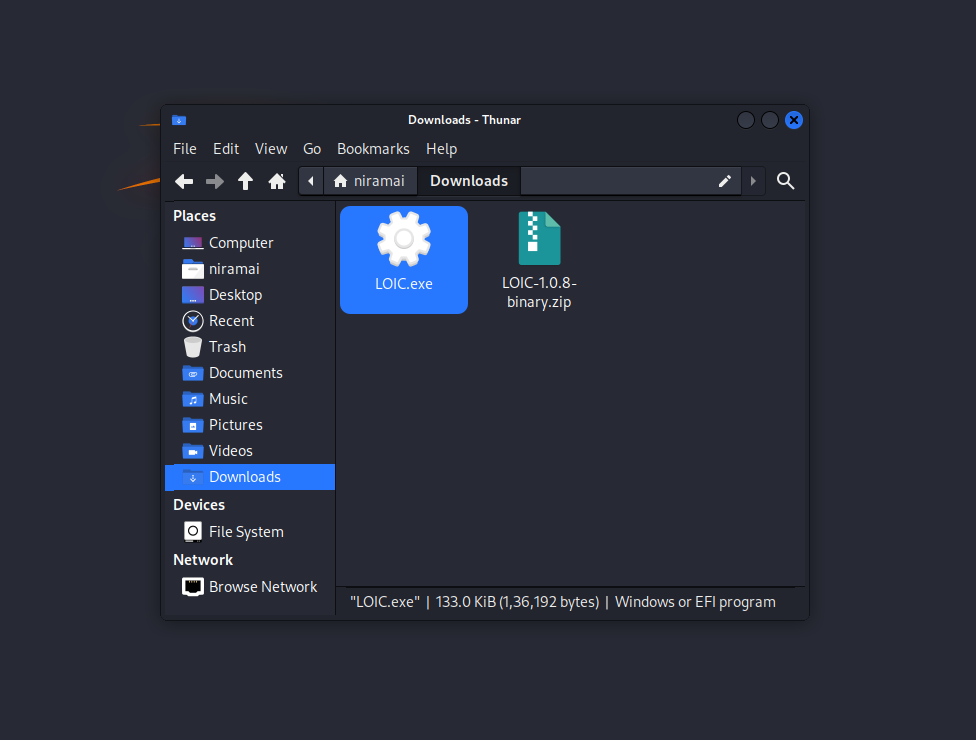 Downloads - Thunar
File Edit View Go Bookmarks Help
niramai Downloads
Places
Computer
niramai
Desktop
Recent
Trash
Documents
Music
Pictures
Videos
Downloads
Devices
File System
Network
Browse Network
LOIC.exe
LOIC-1.0.8-
binary.zip
"LOIC.exe" | 133.0 KiB (1,36,192 bytes) | Windows or EFI program